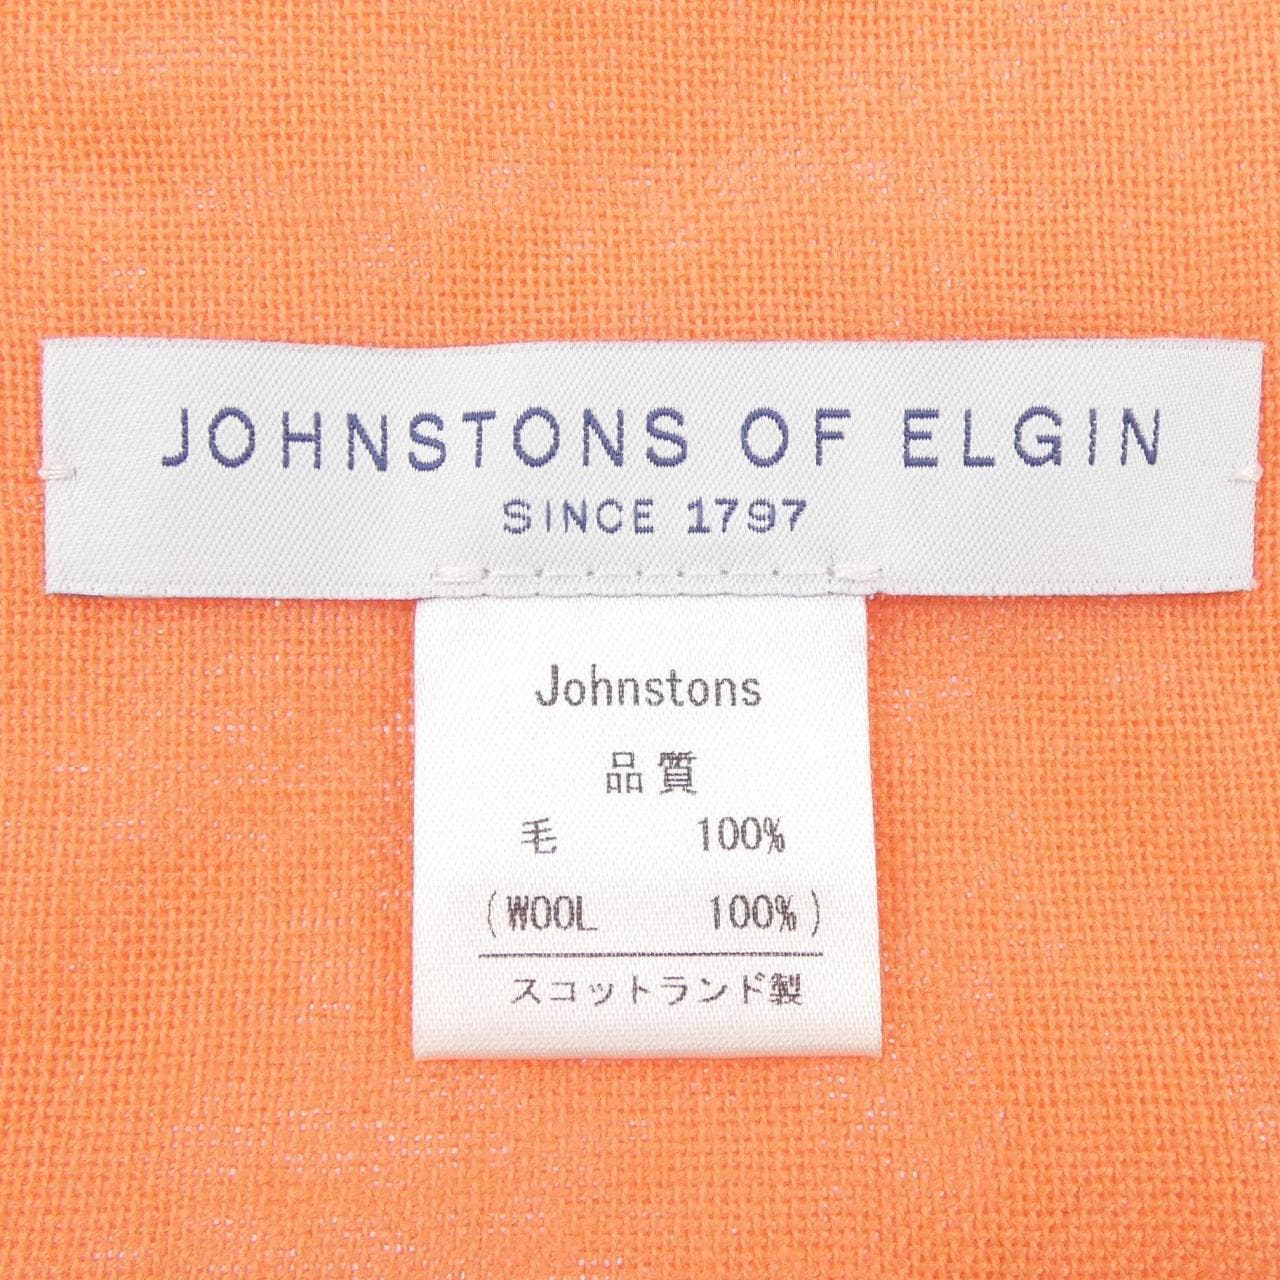 JOHNSTONS OF ELGIN
SINCE 1797
Johnstons
品質
毛 100%
(WOOL 100%)
スコットランド製